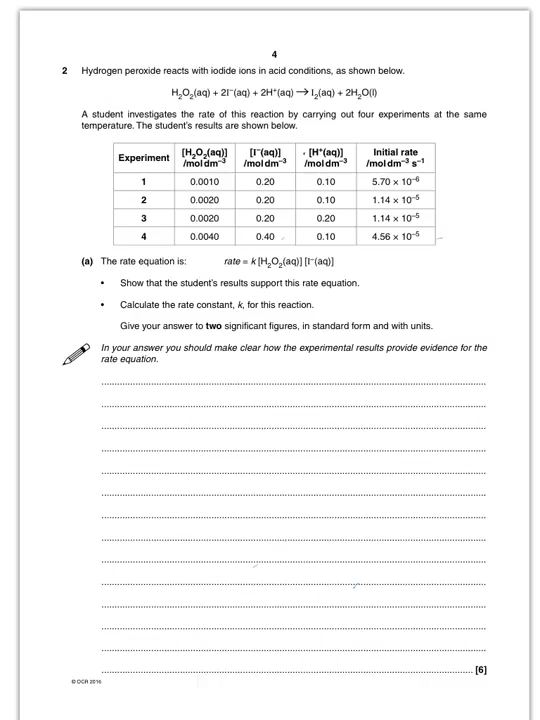 4
2 Hydrogen peroxide reacts with iodide ions in acid conditions, as shown below.
H₂O₂(aq) + 2I⁻(aq) + 2H⁺(aq) → I₂(aq) + 2H₂O(l)
A student investigates the rate of this reaction by carrying out four experiments at the same
temperature. The student's results are shown below.
Experiment [H₂O₂(aq)] /mol dm⁻³ [I⁻(aq)] /mol dm⁻³ [H⁺(aq)] /mol dm⁻³ Initial rate /mol dm⁻³ s⁻¹
1 0.0010 0.20 0.10 5.70 × 10⁻⁶
2 0.0020 0.20 0.10 1.14 × 10⁻⁵
3 0.0020 0.20 0.20 1.14 × 10⁻⁵
4 0.0040 0.40 0.10 4.56 × 10⁻⁵
(a) The rate equation is: rate = k [H₂O₂(aq)] [I⁻(aq)]
• Show that the student's results support this rate equation.
• Calculate the rate constant, k, for this reaction.
Give your answer to two significant figures, in standard form and with units.
In your answer you should make clear how the experimental results provide evidence for the
rate equation.
[6]
© OCR 2016